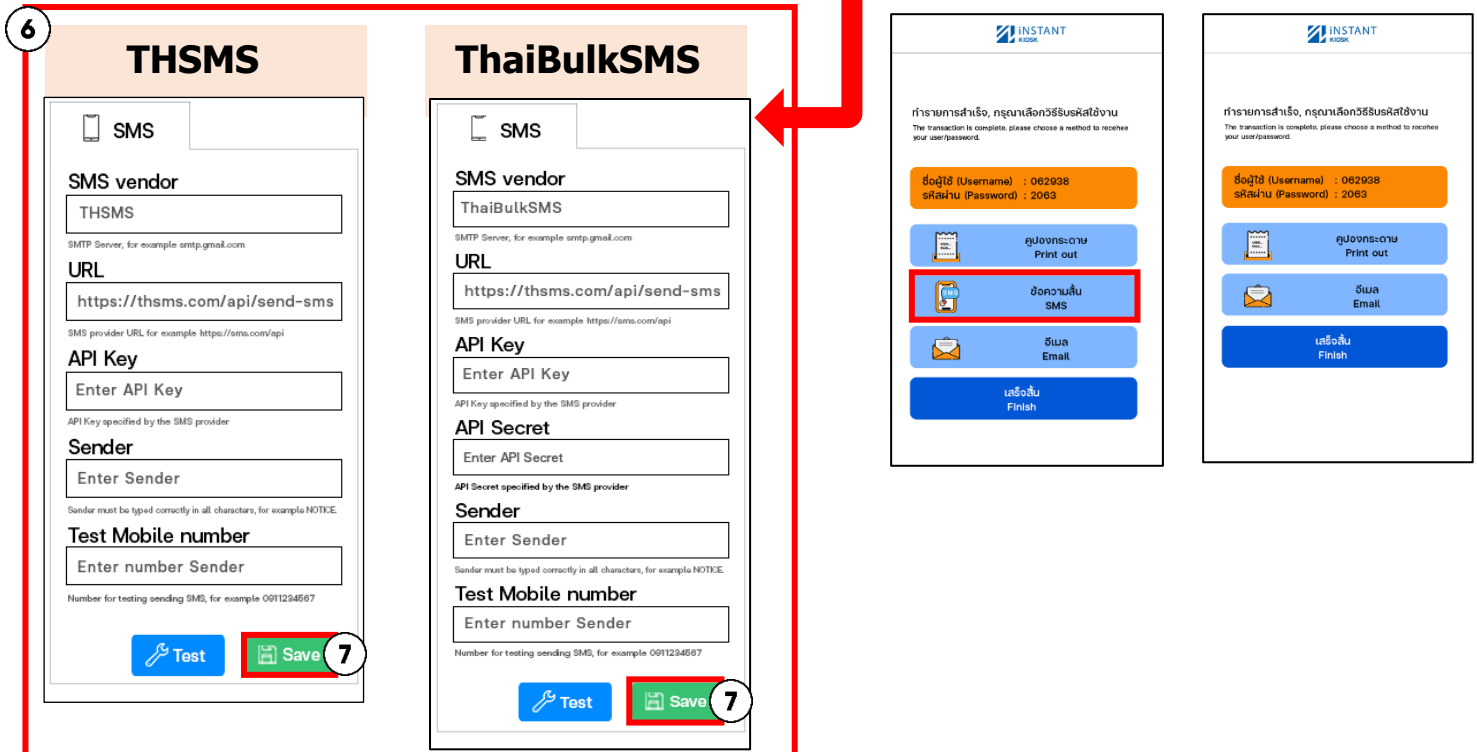 6
THSMS
SMS
SMS vendor
THSMS
SMTP Server, for example smtp.gmail.com
URL
https://thsms.com/api/send-sms
SMS provider URL for example https://sms.com/api
API Key
Enter API Key
API Key specified by the SMS provider
Sender
Enter Sender
Sender must be typed correctly in all characters, for example NOTICE.
Test Mobile number
Enter number Sender
Number for testing sending SMS, for example 0911234567
Test
Save
7
ThaiBulkSMS
SMS
SMS vendor
ThaiBulkSMS
SMTP Server, for example smtp.gmail.com
URL
https://thsms.com/api/send-sms
SMS provider URL for example https://sms.com/api
API Key
Enter API Key
API Key specified by the SMS provider
API Secret
Enter API Secret
API Secret specified by the SMS provider
Sender
Enter Sender
Sender must be typed correctly in all characters, for example NOTICE.
Test Mobile number
Enter number Sender
Number for testing sending SMS, for example 0911234567
Test
Save
7
iNSTANT
KIOSK
ทำรายการสำเร็จ, กรุณาเลือกวิธีรับรหัสใช้งาน
The transaction is complete. please choose a method to recehee
your user/password.
ชื่อผู้ใช้ (Username) : 062938
รหัสผ่าน (Password) : 2063
คูปองกระดาษ
Print out
SMS
ข้อความสั้น
SMS
อีเมล
Email
เสร็จสิ้น
Finish
iNSTANT
KIOSK
ทำรายการสำเร็จ, กรุณาเลือกวิธีรับรหัสใช้งาน
The transaction is complete. please choose a method to recehee
your user/password.
ชื่อผู้ใช้ (Username) : 062938
รหัสผ่าน (Password) : 2063
คูปองกระดาษ
Print out
อีเมล
Email
เสร็จสิ้น
Finish